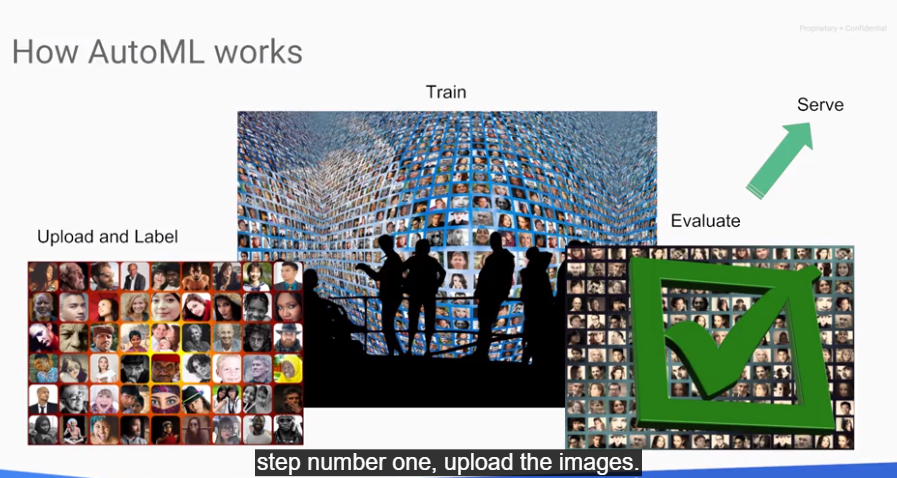 Proprietary + Confidential
How AutoML works
Train
Serve
Evaluate
Upload and Label
step number one, upload the images.